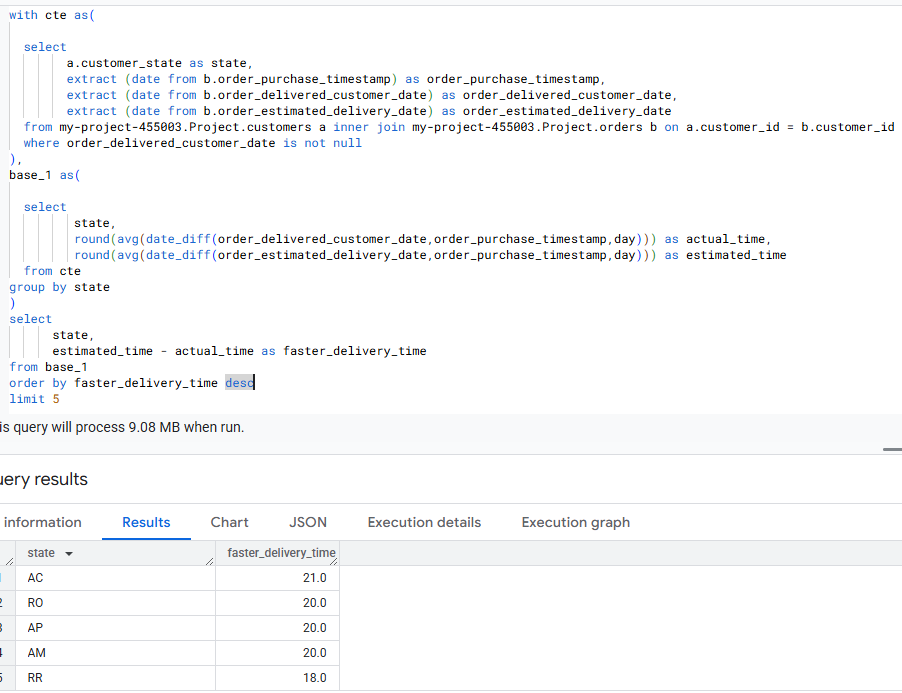 with cte as(
select
a.customer_state as state,
extract (date from b.order_purchase_timestamp) as order_purchase_timestamp,
extract (date from b.order_delivered_customer_date) as order_delivered_customer_date,
extract (date from b.order_estimated_delivery_date) as order_estimated_delivery_date
from my-project-455003.Project.customers a inner join my-project-455003.Project.orders b on a.customer_id = b.customer_id
where order_delivered_customer_date is not null
),
base_1 as(
select
state,
round(avg(date_diff(order_delivered_customer_date,order_purchase_timestamp,day))) as actual_time,
round(avg(date_diff(order_estimated_delivery_date,order_purchase_timestamp,day))) as estimated_time
from cte
group by state
)
select
state,
estimated_time - actual_time as faster_delivery_time
from base_1
order by faster_delivery_time desc
limit 5
is query will process 9.08 MB when run.
uery results
information Results Chart JSON Execution details Execution graph
state faster_delivery_time
1 AC 21.0
2 RO 20.0
3 AP 20.0
4 AM 20.0
5 RR 18.0